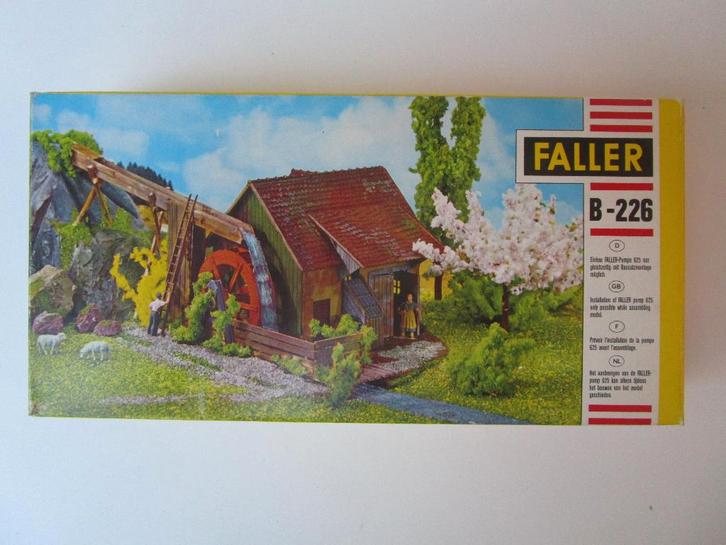 FALLER
B-226
D
Einbau FALLER-Pumpe 625 nur
gleichzeitig mit Bausatzmontage
möglich.
GB
Installation of FALLER pump 625
only possible while assembling
model.
F
Prévoir l'installation de la pompe
625 avant l'assemblage.
NL
Het aanbrengen van de FALLER-
pomp 625 kan alleen tijdens
het bouwen van het model
geschieden.